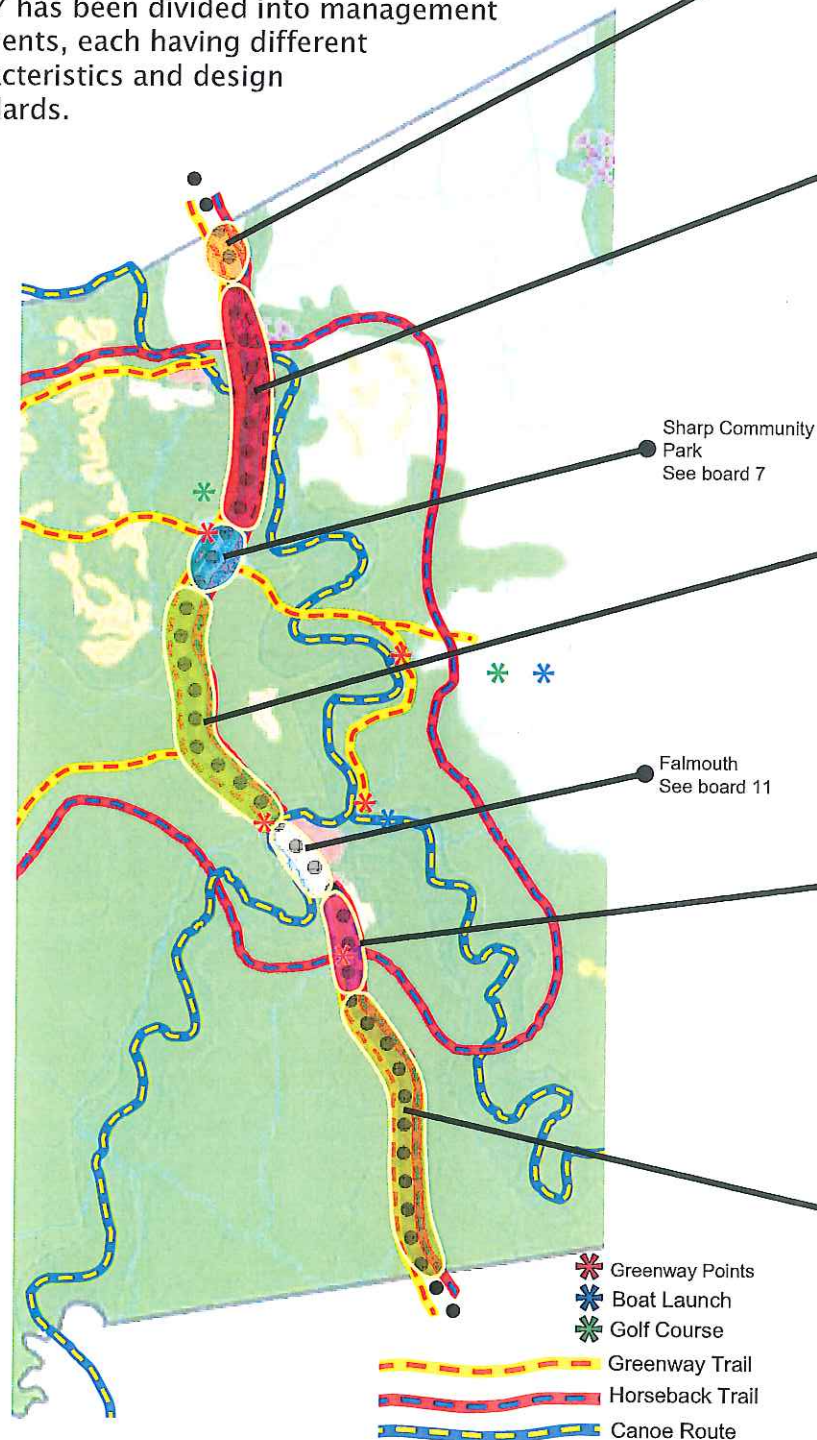 has been divided into management
ents, each having different
cteristics and design
dards.
Sharp Community
Park
See board 7
Falmouth
See board 11
Greenway Points
Boat Launch
Golf Course
Greenway Trail
Horseback Trail
Canoe Route